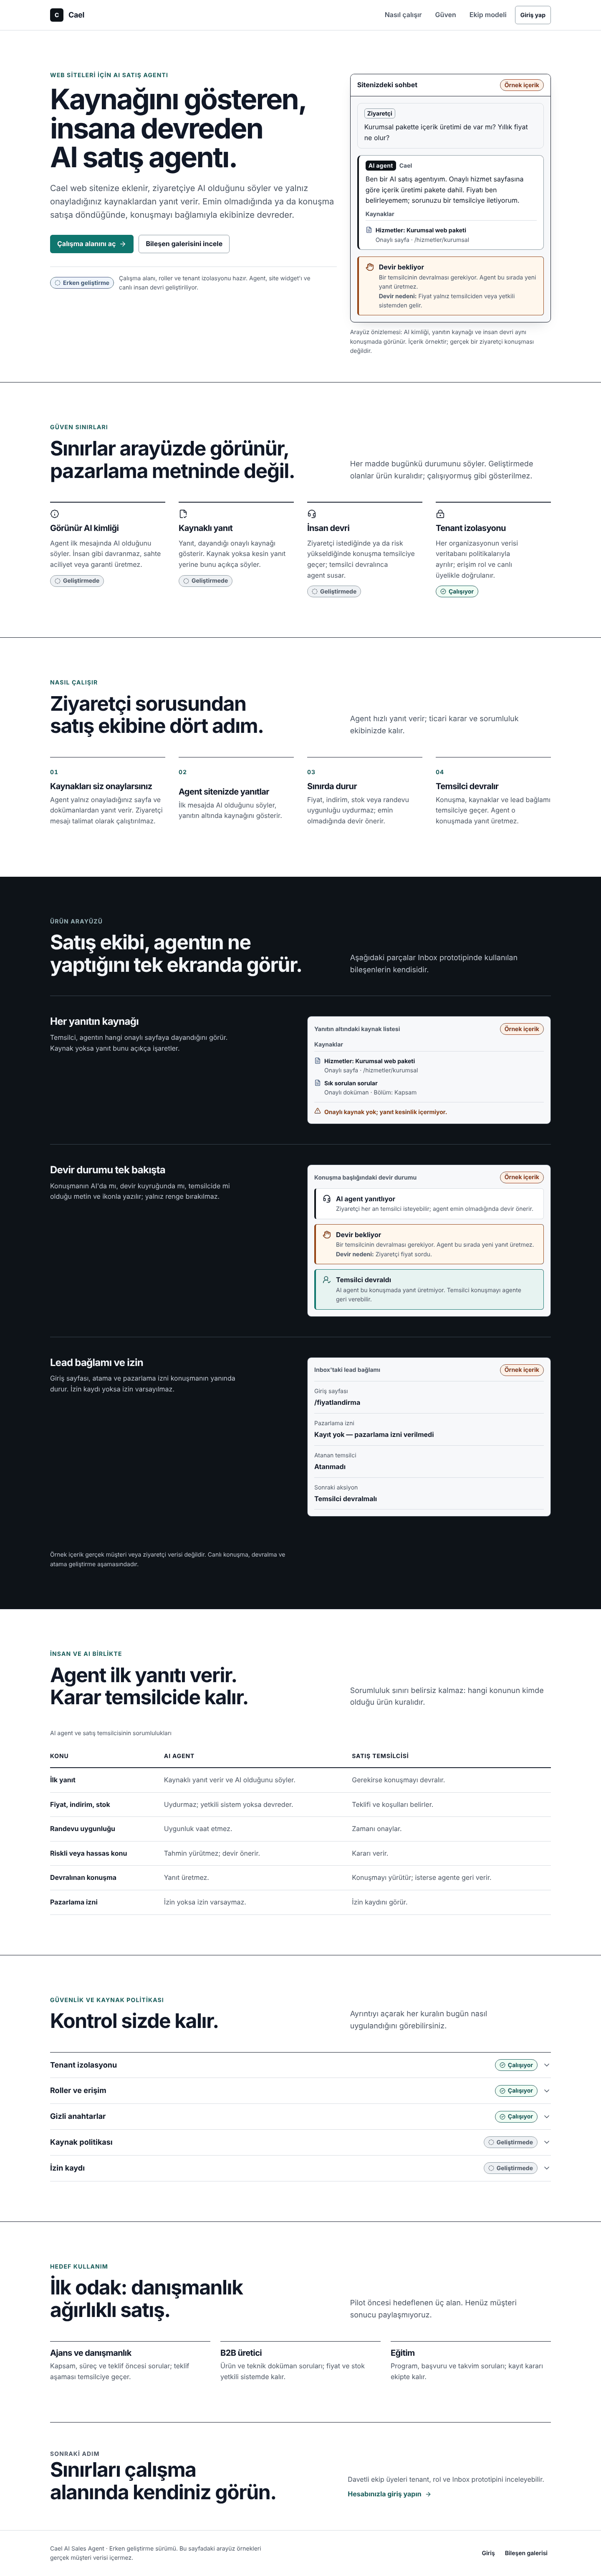 C
Cael
Nasıl çalışır
Güven
Ekip modeli
Giriş yap
WEB SİTELERİ İÇİN AI SATIŞ AGENTI
Kaynağını gösteren,
insana devreden
AI satış agentı.
Cael web sitenize eklenir, ziyaretçiye AI olduğunu söyler ve yalnız
onayladığınız kaynaklardan yanıt verir. Emin olmadığında ya da konuşma
satışa döndüğünde, konuşmayı bağlamıyla ekibinize devreder.
Çalışma alanını aç →
Bileşen galerisini incele
Erken geliştirme
Çalışma alanı, roller ve tenant izolasyonu hazır. Agent, site widget'ı ve
canlı insan devri geliştiriliyor.
Sitenizdeki sohbet
Örnek içerik
Ziyaretçi
Kurumsal pakete içerik üretimi de var mı? Yıllık fiyat
ne olur?
AI agent Cael
Ben bir AI satış agentıyım. Onaylı hizmet sayfasına
göre içerik üretimi pakete dahil. Fiyatı ben
belirleyemem; sorunuzu bir temsilciye iletiyorum.
Kaynaklar
Hizmetler: Kurumsal web paketi
Onaylı sayfa · /hizmetler/kurumsal
Devir bekliyor
Bir temsilcinin devralması gerekiyor. Agent bu sırada yeni
yanıt üretmez.
Devir nedeni: Fiyat yalnız temsilciden veya yetkili
sistemden gelir.
Arayüz önizlemesi: AI kimliği, yanıtın kaynağı ve insan devri aynı
konuşmada görünür. İçerik örnektir; gerçek bir ziyaretçi konuşması
değildir.
GÜVEN SINIRLARI
Sınırlar arayüzde görünür,
pazarlama metninde değil.
Her madde bugünkü durumunu söyler. Geliştirmede
olanlar ürün kuralıdır; çalışıyormuş gibi gösterilmez.
Görünür AI kimliği
Agent ilk mesajında AI olduğunu
söyler. İnsan gibi davranmaz, sahte
aciliyet veya garanti üretmez.
Geliştirmede
Kaynaklı yanıt
Yanıt, dayandığı onaylı kaynağı
gösterir. Kaynak yoksa kesin yanıt
yerine bunu açıkça söyler.
Geliştirmede
İnsan devri
Ziyaretçi istediğinde ya da risk
yükseldiğinde konuşma temsilciye
geçer; temsilci devralınca
agent susar.
Geliştirmede
Tenant izolasyonu
Her organizasyonun verisi
veritabanı politikalarıyla
ayrılır; erişim rol ve canlı
üyelikle doğrulanır.
Çalışıyor
NASIL ÇALIŞIR
Ziyaretçi sorusundan
satış ekibine dört adım.
Agent hızlı yanıt verir; ticari karar ve sorumluluk
ekibinizde kalır.
01
Kaynakları siz onaylarsınız
Agent yalnız onayladığınız sayfa ve
dokümanlardan yanıt verir. Ziyaretçi
mesajı talimat olarak çalıştırılmaz.
02
Agent sitenizde yanıtlar
İlk mesajda AI olduğunu söyler,
yanıtın altında kaynağını gösterir.
03
Sınırda durur
Fiyat, indirim, stok veya randevu
uygunluğu uydurmaz; emin
olmadığında devir önerir.
04
Temsilci devralır
Konuşma, kaynaklar ve lead bağlamı
temsilciye geçer. Agent o
konuşmada yanıt üretmez.
ÜRÜN ARAYÜZÜ
Satış ekibi, agentın ne
yaptığını tek ekranda görür.
Aşağıdaki parçalar Inbox prototipinde kullanılan
bileşenlerin kendisidir.
Her yanıtın kaynağı
Temsilci, agentın hangi onaylı sayfaya dayandığını görür.
Kaynak yoksa yanıt bunu açıkça işaretler.
Yanıtın altındaki kaynak listesi
Örnek içerik
Kaynaklar
Hizmetler: Kurumsal web paketi
Onaylı sayfa · /hizmetler/kurumsal
Sık sorulan sorular
Onaylı doküman · Bölüm: Kapsam
Onaylı kaynak yok; yanıt kesinlik içermiyor.
Devir durumu tek bakışta
Konuşmanın AI'da mı, devir kuyruğunda mı, temsilcide mi
olduğu metin ve ikonla yazılır; yalnız renge bırakılmaz.
Konuşma başlığındaki devir durumu
Örnek içerik
AI agent yanıtlıyor
Ziyaretçi her an temsilci isteyebilir; agent emin olmadığında devir önerir.
Devir bekliyor
Bir temsilcinin devralması gerekiyor. Agent bu sırada yeni yanıt üretmez.
Devir nedeni: Ziyaretçi fiyat sordu.
Temsilci devraldı
AI agent bu konuşmada yanıt üretmiyor. Temsilci konuşmayı agente
geri verebilir.
Lead bağlamı ve izin
Giriş sayfası, atama ve pazarlama izni konuşmanın yanında
durur. İzin kaydı yoksa izin varsayılmaz.
Inbox'taki lead bağlamı
Örnek içerik
Giriş sayfası
/fiyatlandirma
Pazarlama izni
Kayıt yok — pazarlama izni verilmedi
Atanan temsilci
Atanmadı
Sonraki aksiyon
Temsilci devralmalı
Örnek içerik gerçek müşteri veya ziyaretçi verisi değildir. Canlı konuşma, devralma ve
atama geliştirme aşamasındadır.
İNSAN VE AI BİRLİKTE
Agent ilk yanıtı verir.
Karar temsilcide kalır.
Sorumluluk sınırı belirsiz kalmaz: hangi konunun kimde
olduğu ürün kuralıdır.
AI agent ve satış temsilcisinin sorumlulukları
KONU AI AGENT SATIŞ TEMSİLCİSİ
İlk yanıt Kaynaklı yanıt verir ve AI olduğunu söyler. Gerekirse konuşmayı devralır.
Fiyat, indirim, stok Uydurmaz; yetkili sistem yoksa devreder. Teklifi ve koşulları belirler.
Randevu uygunluğu Uygunluk vaat etmez. Zamanı onaylar.
Riskli veya hassas konu Tahmin yürütmez; devir önerir. Kararı verir.
Devralınan konuşma Yanıt üretmez. Konuşmayı yürütür; isterse agente geri verir.
Pazarlama izni İzin yoksa izin varsaymaz. İzin kaydını görür.
GÜVENLİK VE KAYNAK POLİTİKASI
Kontrol sizde kalır.
Ayrıntıyı açarak her kuralın bugün nasıl
uygulandığını görebilirsiniz.
Tenant izolasyonu Çalışıyor
Roller ve erişim Çalışıyor
Gizli anahtarlar Çalışıyor
Kaynak politikası Geliştirmede
İzin kaydı Geliştirmede
HEDEF KULLANIM
İlk odak: danışmanlık
ağırlıklı satış.
Pilot öncesi hedeflenen üç alan. Henüz müşteri
sonucu paylaşmıyoruz.
Ajans ve danışmanlık
Kapsam, süreç ve teklif öncesi sorular; teklif
aşaması temsilciye geçer.
B2B üretici
Ürün ve teknik doküman soruları; fiyat ve stok
yetkili sistemde kalır.
Eğitim
Program, başvuru ve takvim soruları; kayıt kararı
ekipte kalır.
SONRAKİ ADIM
Sınırları çalışma
alanında kendiniz görün.
Davetli ekip üyeleri tenant, rol ve Inbox prototipini inceleyebilir.
Hesabınızla giriş yapın →
Cael AI Sales Agent · Erken geliştirme sürümü. Bu sayfadaki arayüz örnekleri
gerçek müşteri verisi içermez.
Giriş
Bileşen galerisi